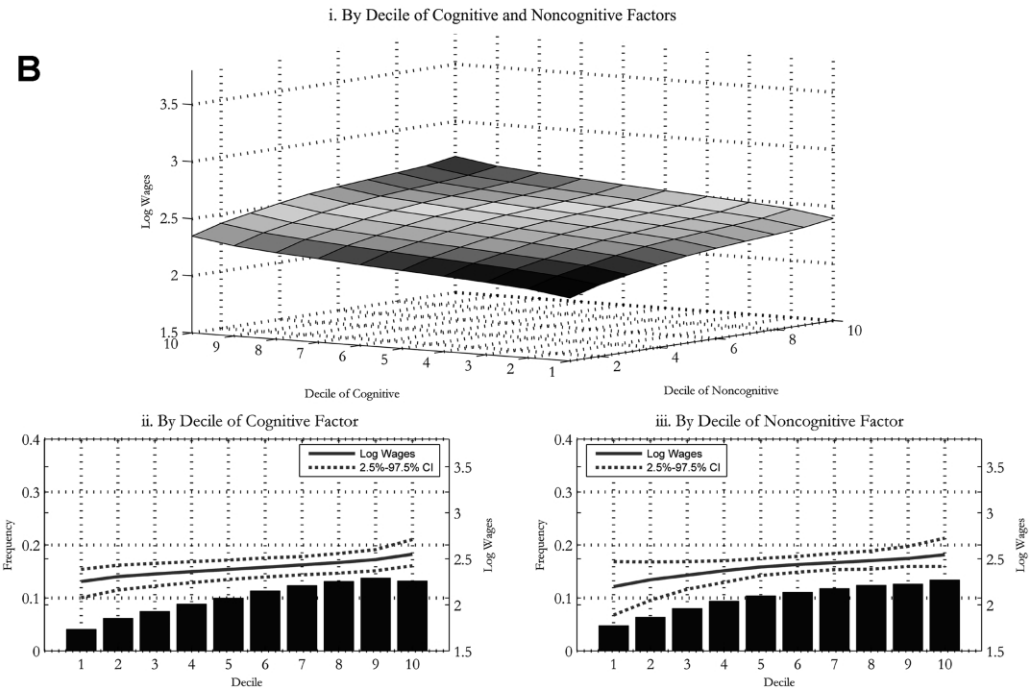 i. By Decile of Cognitive and Noncognitive Factors
B
Log Wages
3.5
3
2.5
2
1.5
10 9 8 7 6 5 4 3 2 1
2 4 6 8 10
Decile of Cognitive
Decile of Noncognitive
ii. By Decile of Cognitive Factor
Frequency
0.4
0.3
0.2
0.1
0
Log Wages
2.5%-97.5% CI
3.5
3
2.5
2
1.5
Log Wages
1 2 3 4 5 6 7 8 9 10
Decile
iii. By Decile of Noncognitive Factor
Frequency
0.4
0.3
0.2
0.1
0
Log Wages
2.5%-97.5% CI
3.5
3
2.5
2
1.5
Log Wages
1 2 3 4 5 6 7 8 9 10
Decile